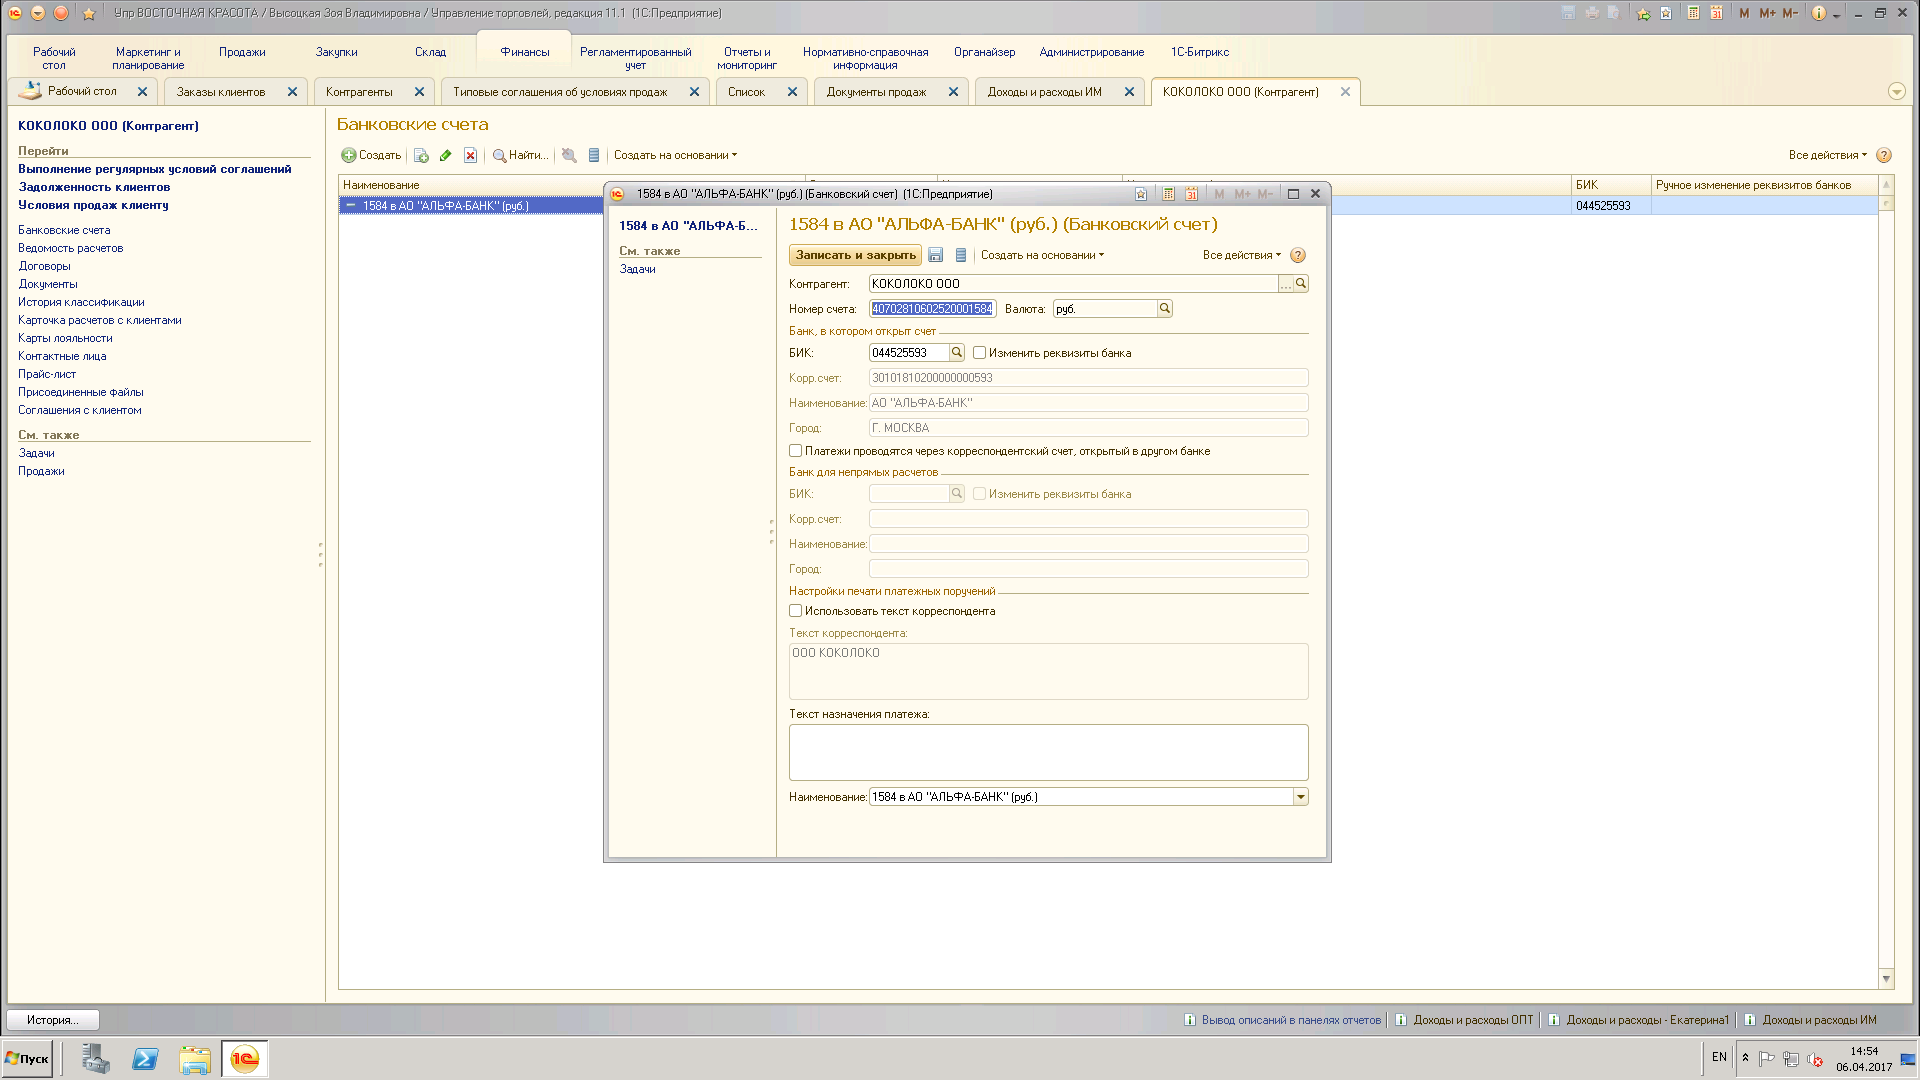 Упр ВОСТОЧНАЯ КРАСОТА / Высоцкая Зоя Владимировна / Управление торговлей, редакция 11.1 (1С:Предприятие)
M M+ M-
Рабочий стол
Маркетинг и планирование
Продажи
Закупки
Склад
Финансы
Регламентированный учет
Отчеты и мониторинг
Нормативно-справочная информация
Органайзер
Администрирование
1С-Битрикс
Рабочий стол
Заказы клиентов
Контрагенты
Типовые соглашения об условиях продаж
Список
Документы продаж
Доходы и расходы ИМ
КОКОЛОКО ООО (Контрагент)
КОКОЛОКО ООО (Контрагент)
Перейти
Выполнение регулярных условий соглашений
Задолженность клиентов
Условия продаж клиенту
Банковские счета
Ведомость расчетов
Договоры
Документы
История классификации
Карточка расчетов с клиентами
Карты лояльности
Контактные лица
Прайс-лист
Присоединенные файлы
Соглашения с клиентом
См. также
Задачи
Продажи
Банковские счета
Создать
Найти...
Создать на основании
Все действия
Наименование
БИК
Ручное изменение реквизитов банков
1584 в АО "АЛЬФА-БАНК" (руб.)
044525593
1584 в АО "АЛЬФА-БАНК" (руб.) (Банковский счет) (1С:Предприятие)
M M+ M-
1584 в АО "АЛЬФА-Б...
См. также
Задачи
1584 в АО "АЛЬФА-БАНК" (руб.) (Банковский счет)
Записать и закрыть
Создать на основании
Все действия
Контрагент: КОКОЛОКО ООО
Номер счета: 40702810602520001584 Валюта: руб.
Банк, в котором открыт счет
БИК: 044525593 Изменить реквизиты банка
Корр.счет: 30101810200000000593
Наименование: АО "АЛЬФА-БАНК"
Город: Г. МОСКВА
Платежи проводятся через корреспондентский счет, открытый в другом банке
Банк для непрямых расчетов
БИК: Изменить реквизиты банка
Корр.счет:
Наименование:
Город:
Настройки печати платежных поручений
Использовать текст корреспондента
Текст корреспондента:
ООО КОКОЛОКО
Текст назначения платежа:
Наименование: 1584 в АО "АЛЬФА-БАНК" (руб.)
История...
Вывод описаний в панелях отчетов
Доходы и расходы ОПТ
Доходы и расходы - Екатерина1
Доходы и расходы ИМ
Пуск
EN
14:54
06.04.2017